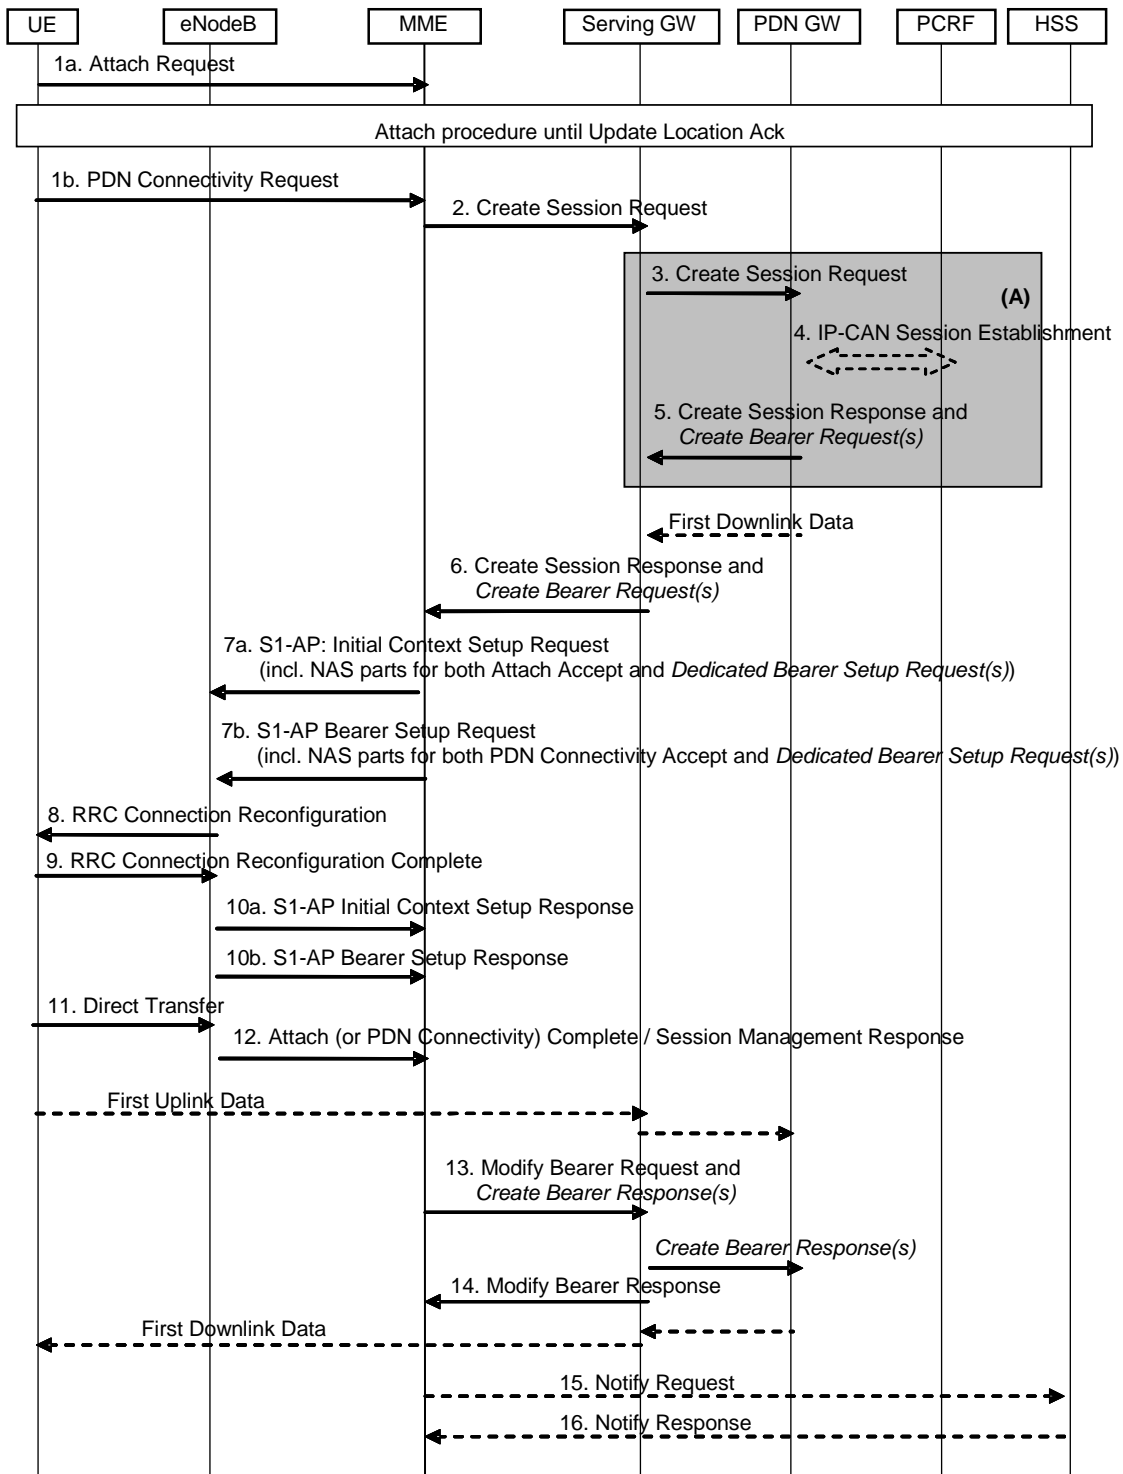 UE eNodeB MME Serving GW PDN GW PCRF HSS
1a. Attach Request
Attach procedure until Update Location Ack
1b. PDN Connectivity Request
2. Create Session Request
3. Create Session Request
(A)
4. IP-CAN Session Establishment
5. Create Session Response and
Create Bearer Request(s)
First Downlink Data
6. Create Session Response and
Create Bearer Request(s)
7a. S1-AP: Initial Context Setup Request
(incl. NAS parts for both Attach Accept and Dedicated Bearer Setup Request(s))
7b. S1-AP Bearer Setup Request
(incl. NAS parts for both PDN Connectivity Accept and Dedicated Bearer Setup Request(s))
8. RRC Connection Reconfiguration
9. RRC Connection Reconfiguration Complete
10a. S1-AP Initial Context Setup Response
10b. S1-AP Bearer Setup Response
11. Direct Transfer
12. Attach (or PDN Connectivity) Complete / Session Management Response
First Uplink Data
13. Modify Bearer Request and
Create Bearer Response(s)
Create Bearer Response(s)
14. Modify Bearer Response
First Downlink Data
15. Notify Request
16. Notify Response